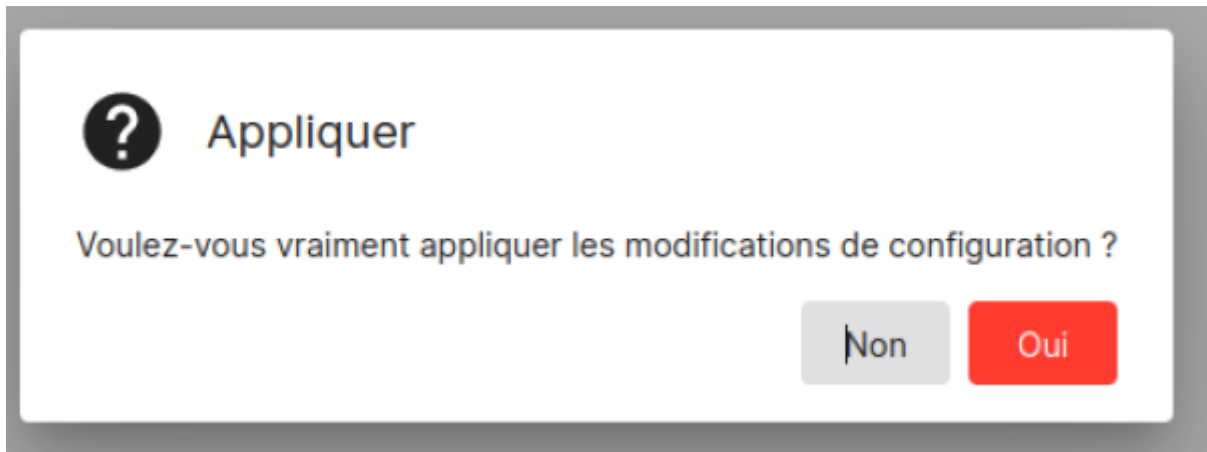 Appliquer
Voulez-vous vraiment appliquer les modifications de configuration ?
Non
Oui